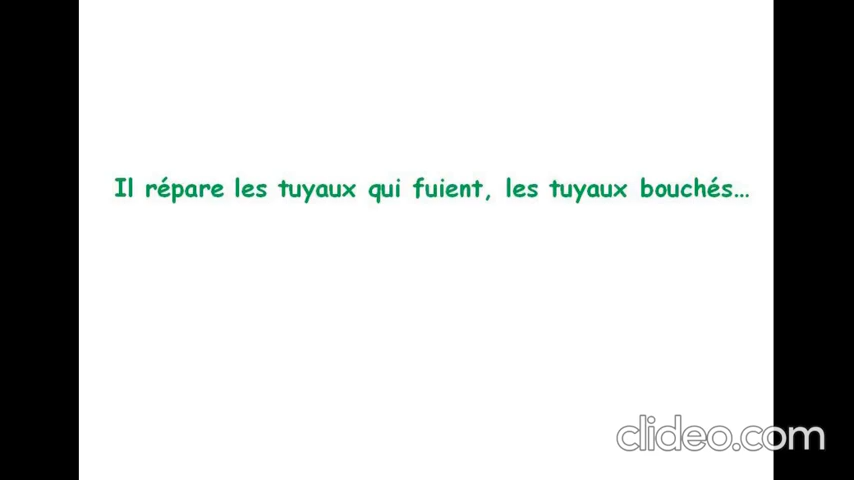 Il répare les tuyaux qui fuient, les tuyaux bouchés…
clideo.com